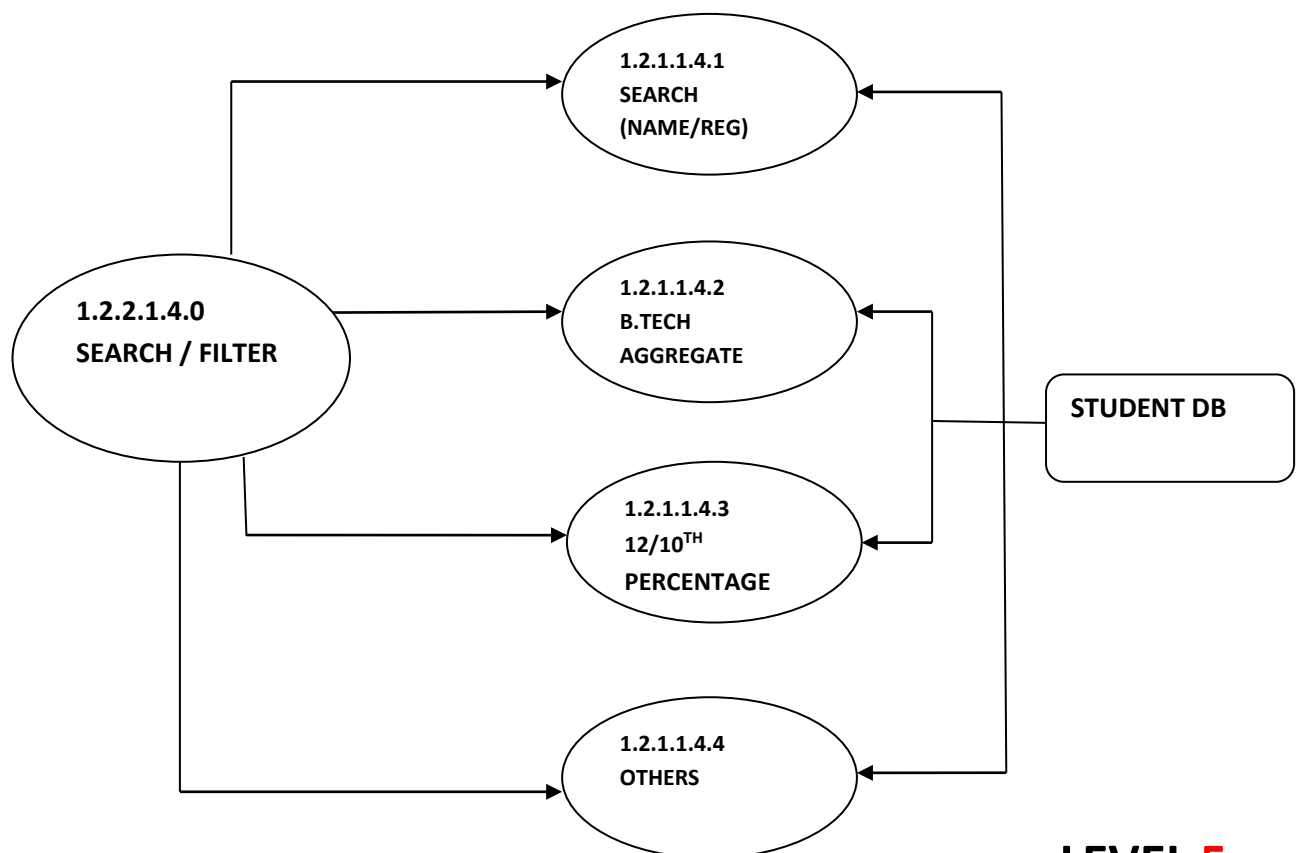 1.2.1.1.4.1
SEARCH
(NAME/REG)
1.2.2.1.4.0
SEARCH / FILTER
1.2.1.1.4.2
B.TECH
AGGREGATE
STUDENT DB
1.2.1.1.4.3
12/10TH
PERCENTAGE
1.2.1.1.4.4
OTHERS